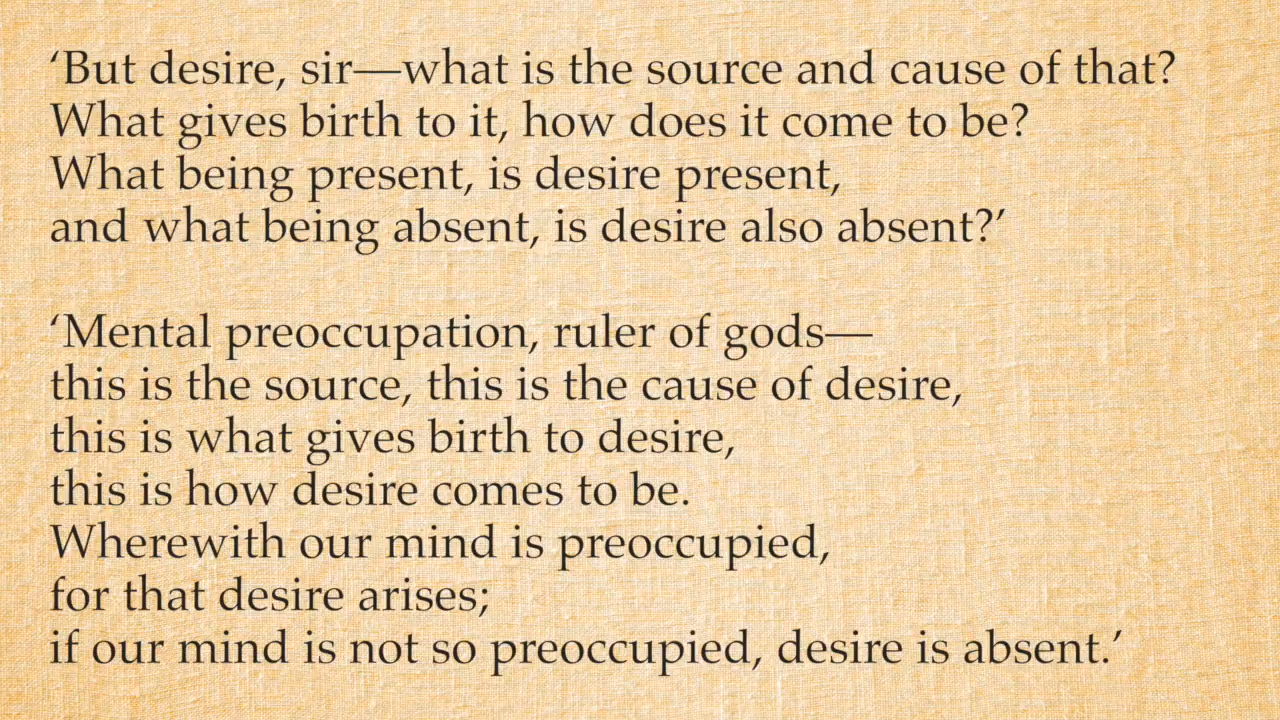 ‘But desire, sir—what is the source and cause of that?
What gives birth to it, how does it come to be?
What being present, is desire present,
and what being absent, is desire also absent?’
‘Mental preoccupation, ruler of gods—
this is the source, this is the cause of desire,
this is what gives birth to desire,
this is how desire comes to be.
Wherewith our mind is preoccupied,
for that desire arises;
if our mind is not so preoccupied, desire is absent.’